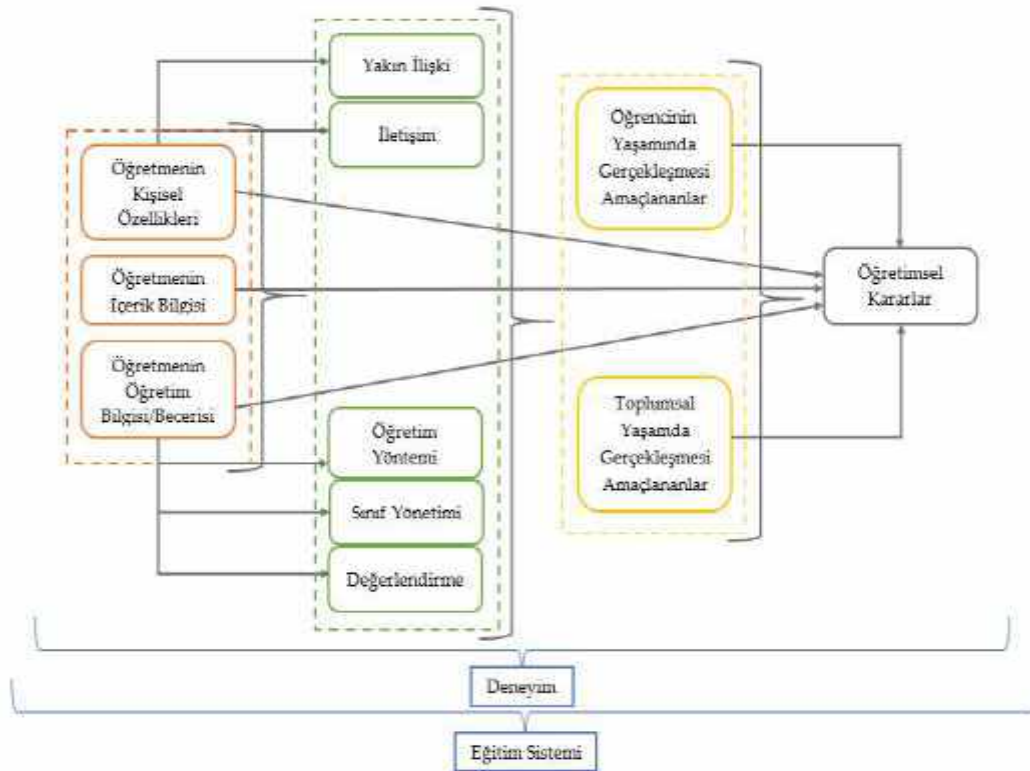 Öğretmenin
Kişisel
Özellikleri
Öğretmenin
İçerik Bilgisi
Öğretmenin
Öğretim
Bilgisi/Becerisi
Yakın İlişki
İletişim
Öğretim
Yöntemi
Sınıf Yönetimi
Değerlendirme
Öğrencinin
Yaşamında
Gerçekleşmesi
Amaçlananlar
Toplumsal
Yaşamda
Gerçekleşmesi
Amaçlananlar
Öğretimsel
Kararlar
Deneyim
Eğitim Sistemi